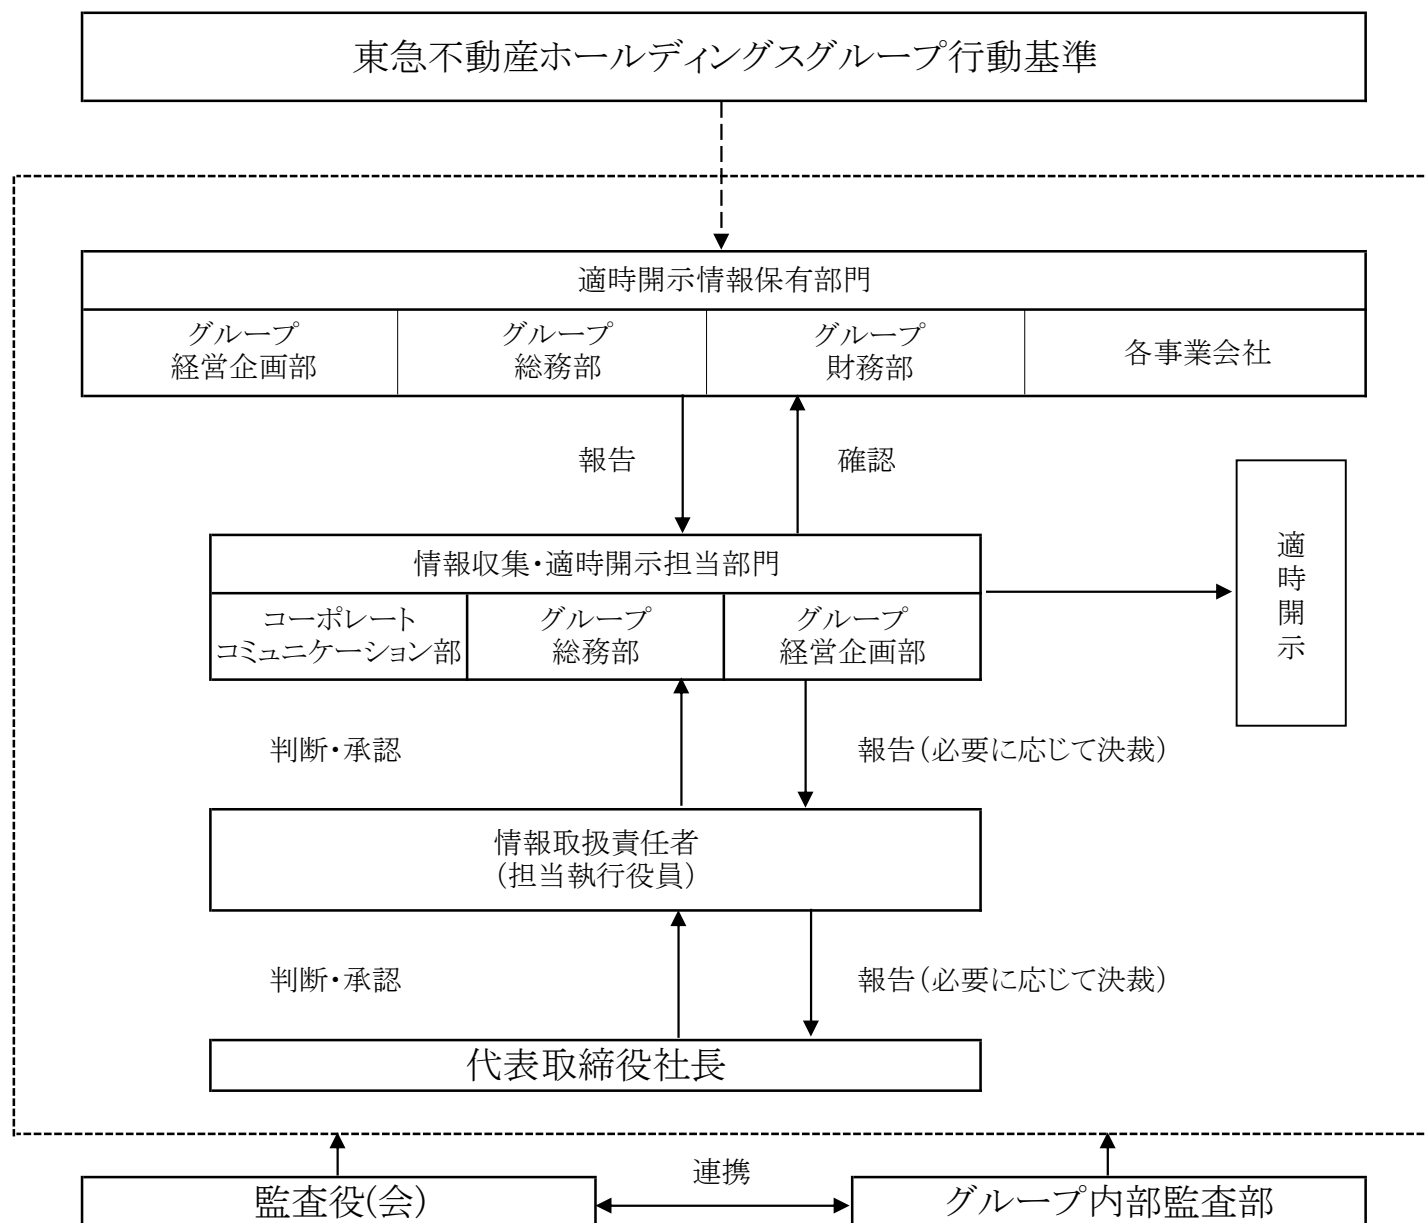 東急不動産ホールディングスグループ行動基準
適時開示情報保有部門
グループ
経営企画部
グループ
総務部
グループ
財務部
各事業会社
報告
確認
情報収集・適時開示担当部門
コーポレート
コミュニケーション部
グループ
総務部
グループ
経営企画部
適時開示
判断・承認
報告（必要に応じて決裁）
情報取扱責任者
（担当執行役員）
判断・承認
報告（必要に応じて決裁）
代表取締役社長
連携
監査役(会)
グループ内部監査部